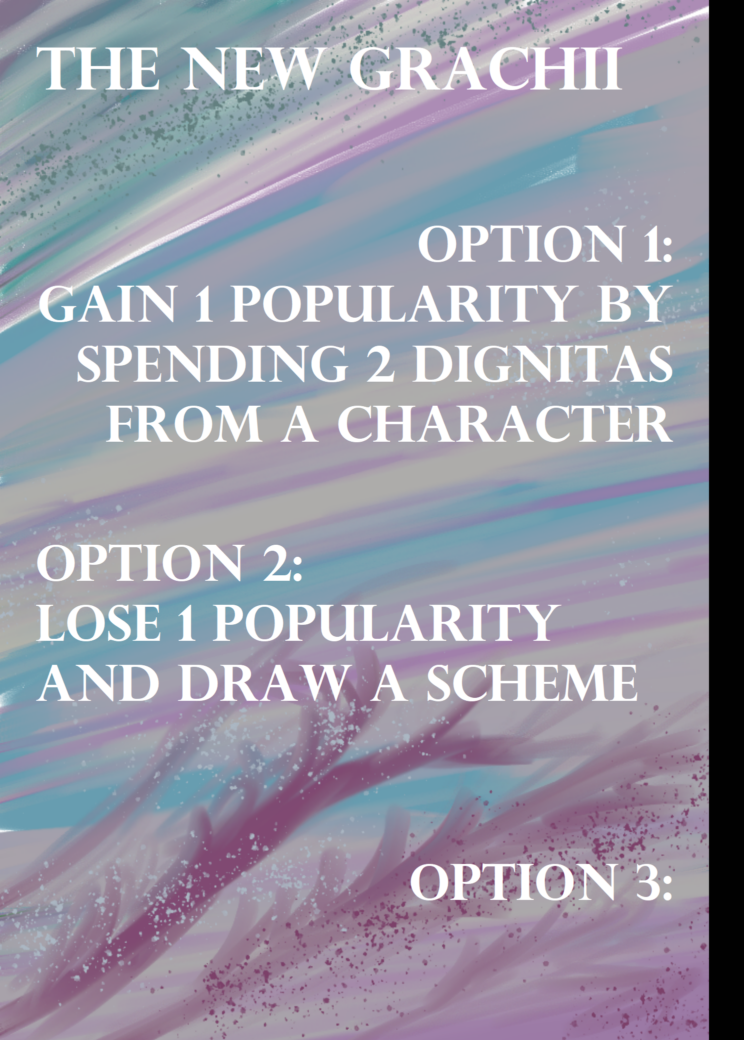 THE NEW GRACHII
OPTION 1:
GAIN 1 POPULARITY BY
SPENDING 2 DIGNITAS
FROM A CHARACTER
OPTION 2:
LOSE 1 POPULARITY
AND DRAW A SCHEME
OPTION 3: